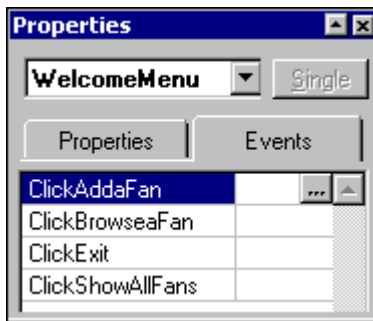 Properties
WelcomeMenu Single
Properties Events
ClickAddaFan ...
ClickBrowseaFan
ClickExit
ClickShowAllFans